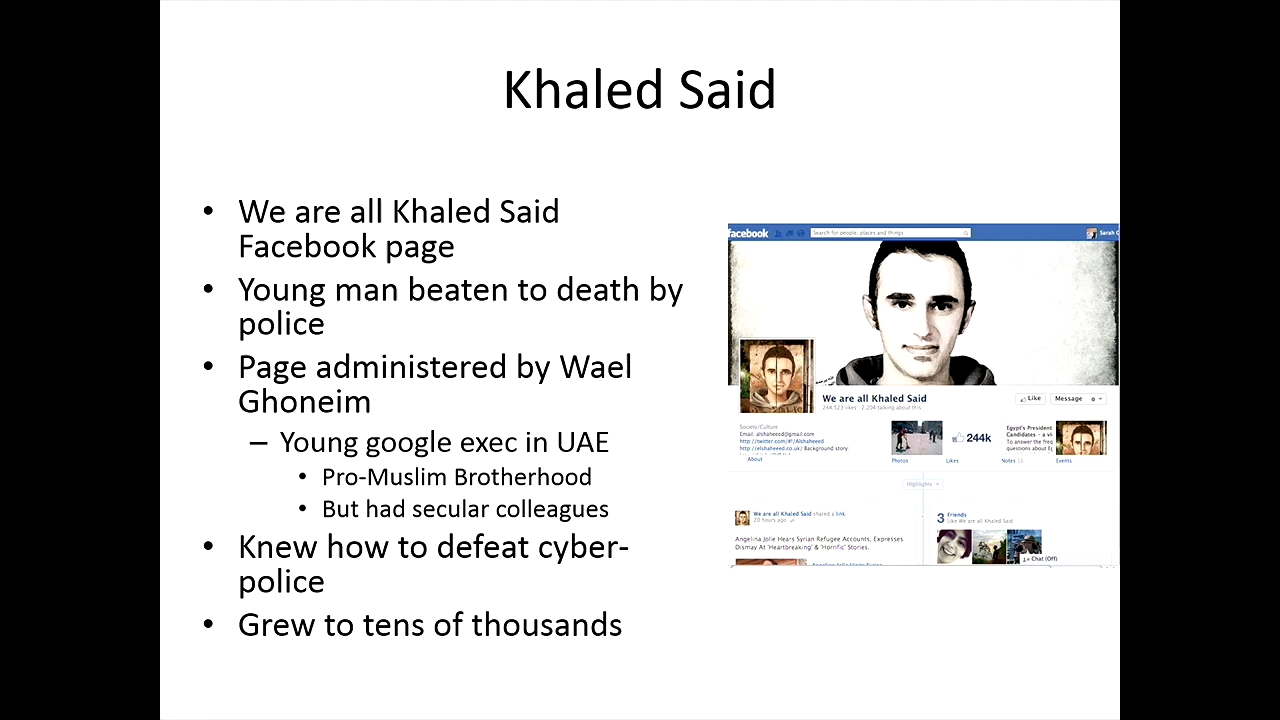 Khaled Said
• We are all Khaled Said
Facebook page
• Young man beaten to death by
police
• Page administered by Wael
Ghoneim
– Young google exec in UAE
• Pro-Muslim Brotherhood
• But had secular colleagues
• Knew how to defeat cyber-
police
• Grew to tens of thousands
facebook
Search for people, places and things
Sarah
We are all Khaled Said
244,523 likes · 2,204 talking about this
Like
Message
Society/Culture
Email: alshaheeed@gmail.com
http://twitter.com/#!/Alshaheeed
http://elshaheeed.co.uk/ Background story:
About
Photos
244k
Likes
Egypt's President
Candidates – a vi
To answer the freq
questions about Eg
Notes 15
Events
Highlights
We are all Khaled Said shared a link.
20 hours ago
Angelina Jolie Hears Syrian Refugee Accounts, Expresses
Dismay At 'Heartbreaking' & 'Horrific' Stories.
3 Friends
Like We are all Khaled Said
Chat (Off)